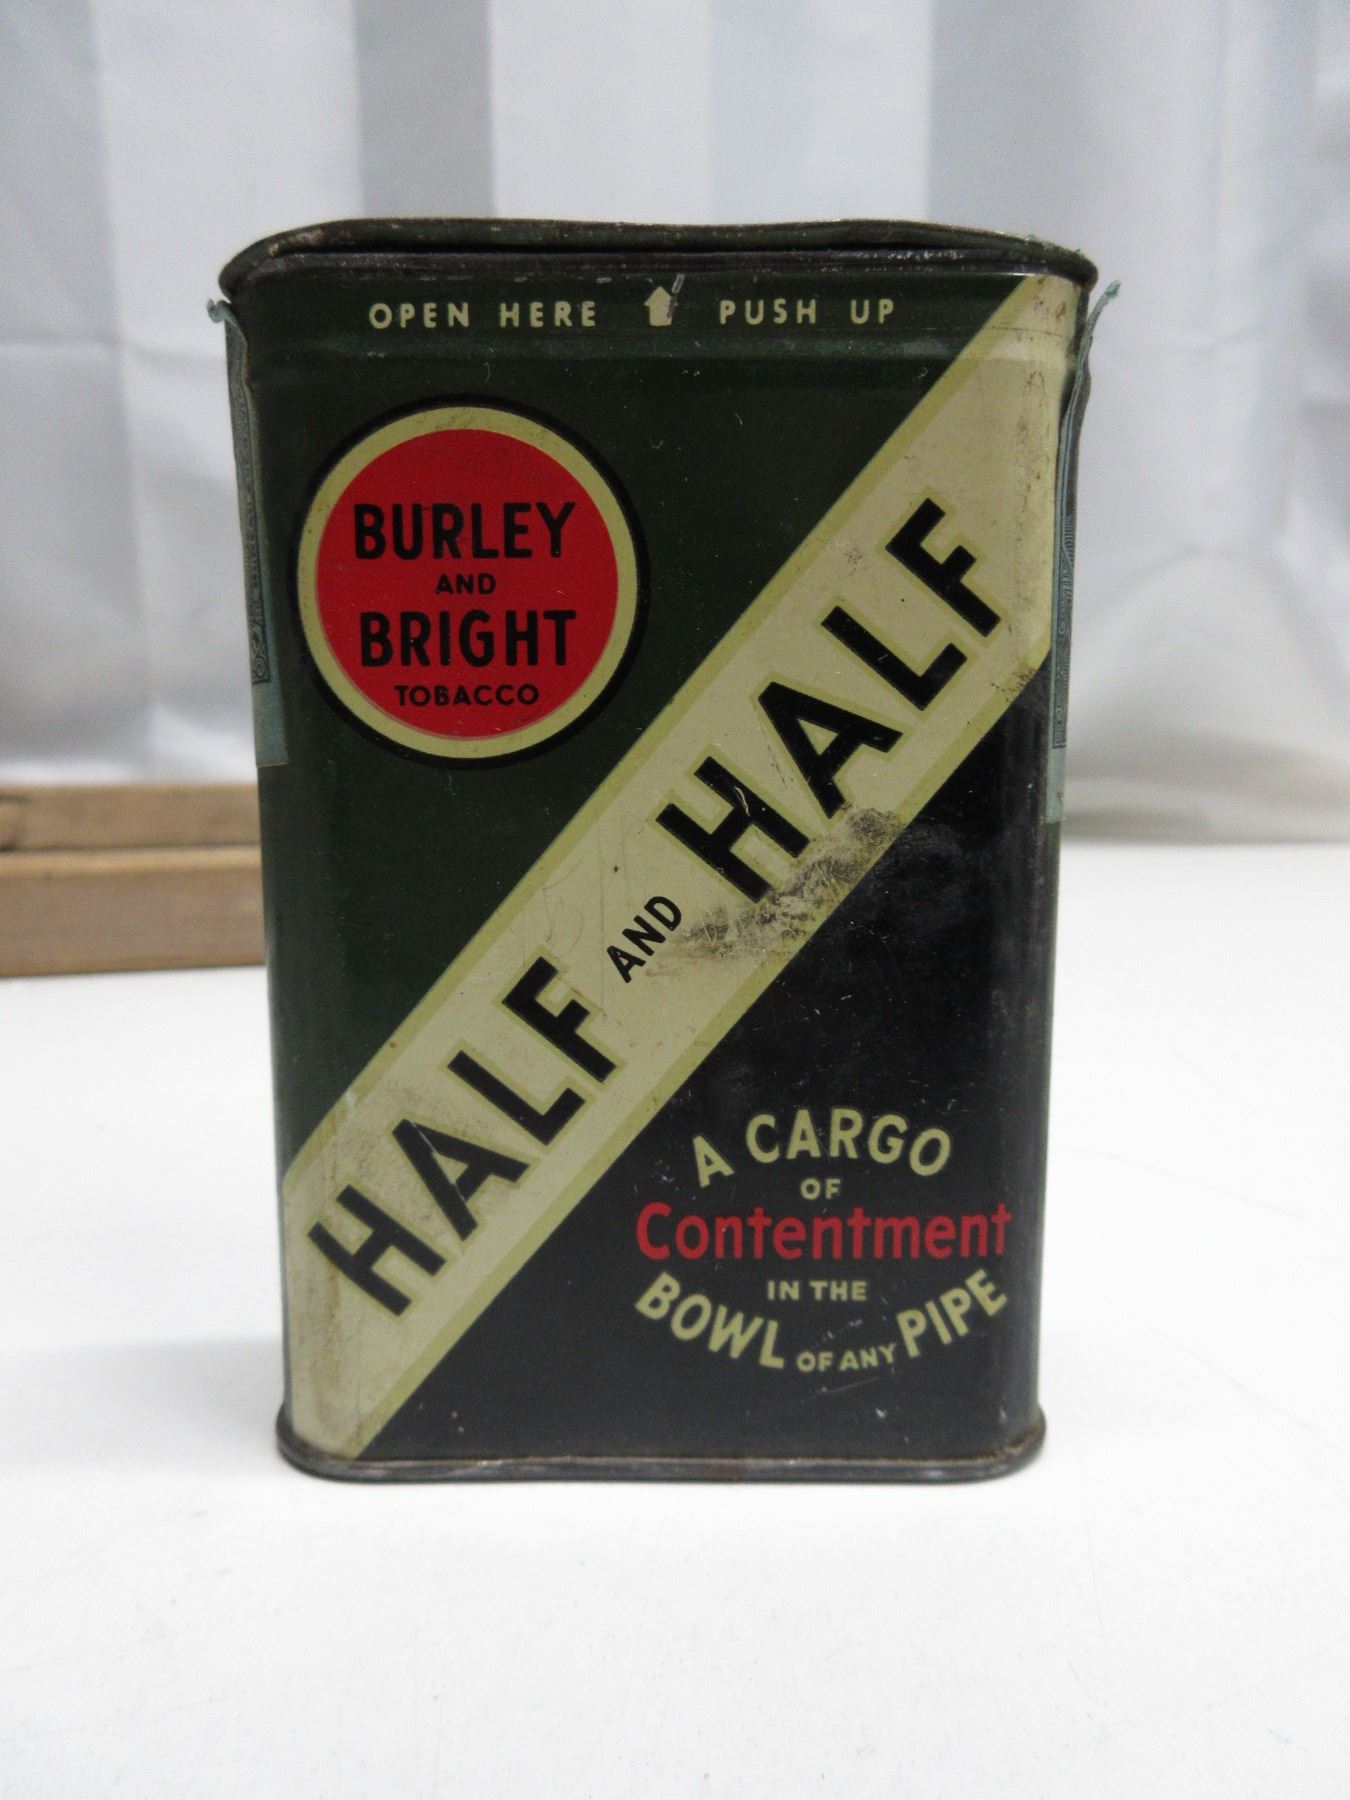 OPEN HERE PUSH UP
BURLEY
AND
BRIGHT
TOBACCO
HALF AND HALF
A CARGO
OF
Contentment
IN THE
BOWL OF ANY PIPE